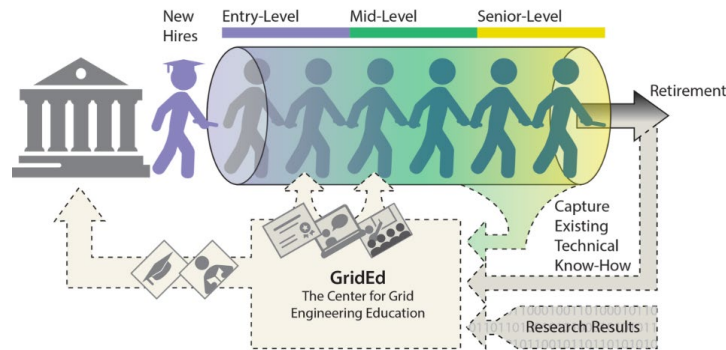 New
Hires
Entry-Level
Mid-Level
Senior-Level
Retirement
Capture
Existing
Technical
Know-How
GridEd
The Center for Grid
Engineering Education
Research Results